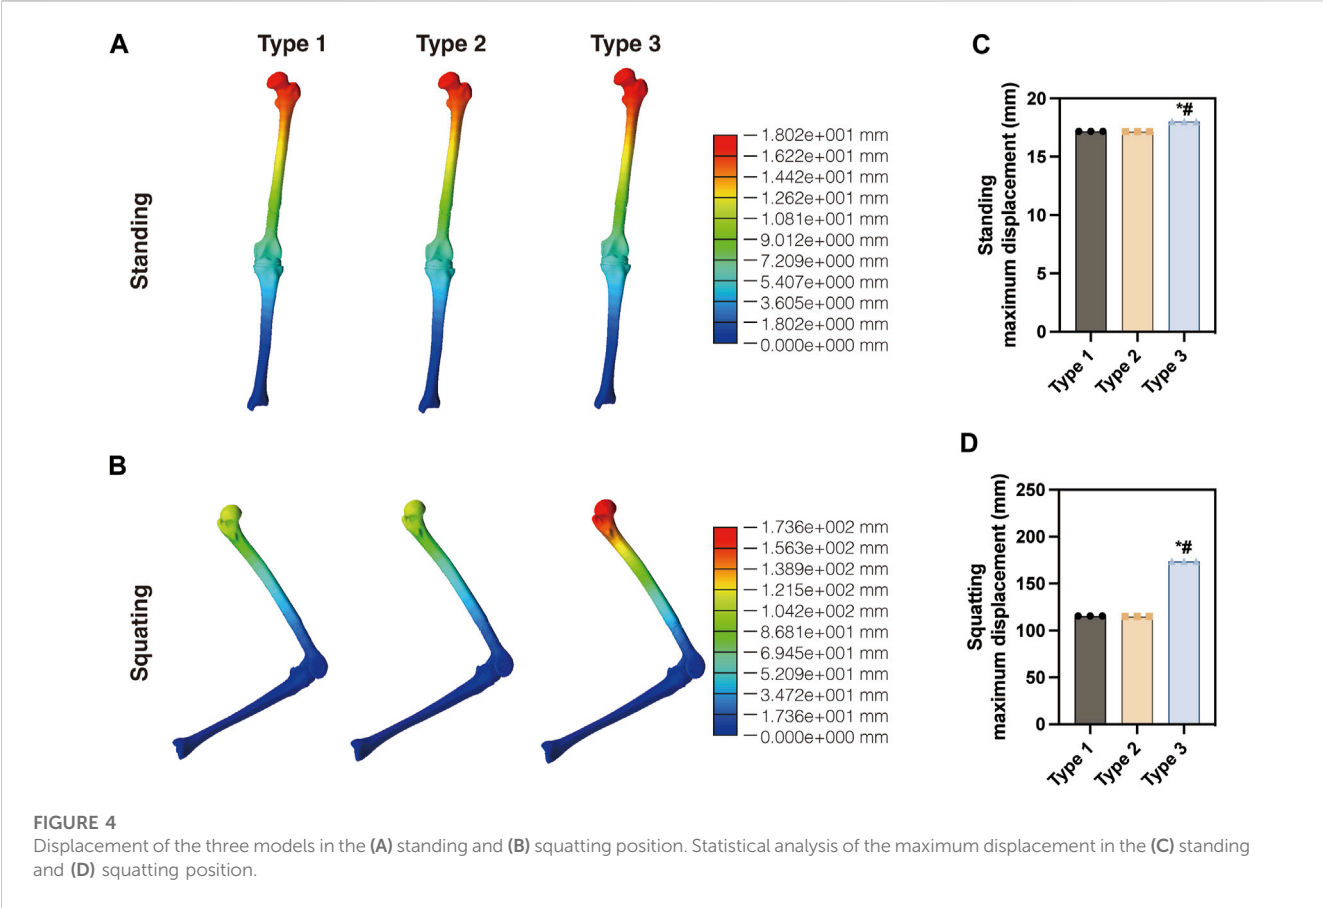 A
Type 1
Type 2
Type 3
Standing
1.802e+001 mm
1.622e+001 mm
1.442e+001 mm
1.262e+001 mm
1.081e+001 mm
9.012e+000 mm
7.209e+000 mm
5.407e+000 mm
3.605e+000 mm
1.802e+000 mm
0.000e+000 mm
C
Standing
maximum displacement (mm)
20
15
10
5
0
*#
Type 1
Type 2
Type 3
B
Squating
1.736e+002 mm
1.563e+002 mm
1.389e+002 mm
1.215e+002 mm
1.042e+002 mm
8.681e+001 mm
6.945e+001 mm
5.209e+001 mm
3.472e+001 mm
1.736e+001 mm
0.000e+000 mm
D
Squatting
maximum displacement (mm)
250
200
150
100
50
0
*#
Type 1
Type 2
Type 3
FIGURE 4
Displacement of the three models in the (A) standing and (B) squatting position. Statistical analysis of the maximum displacement in the (C) standing
and (D) squatting position.